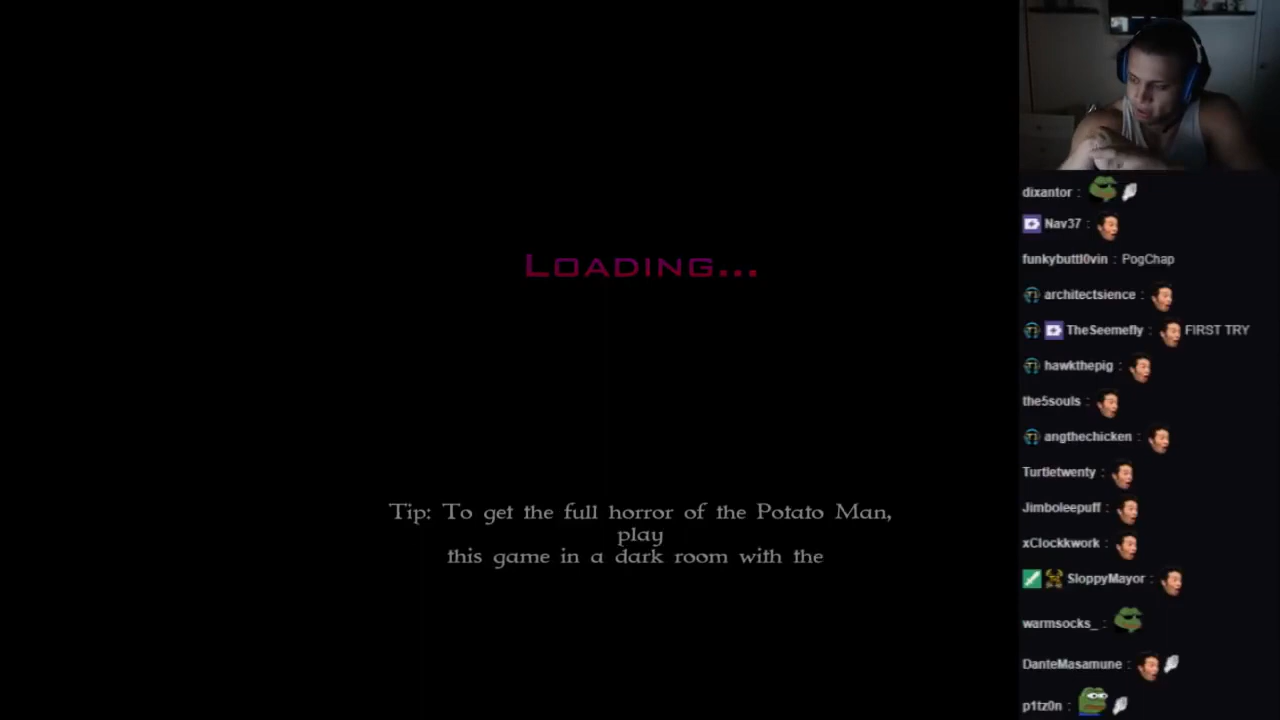 Loading...
Tip: To get the full horror of the Potato Man,
play
this game in a dark room with the
dixantor :
Nav37 :
funkybuttl0vin : PogChap
architectsience :
TheSeemefly : FIRST TRY
hawkthepig :
the5souls :
angthechicken :
Turtletwenty :
Jimboleepuff :
xClockkwork :
SloppyMayor :
warmsocks_ :
DanteMasamune :
p1tz0n :